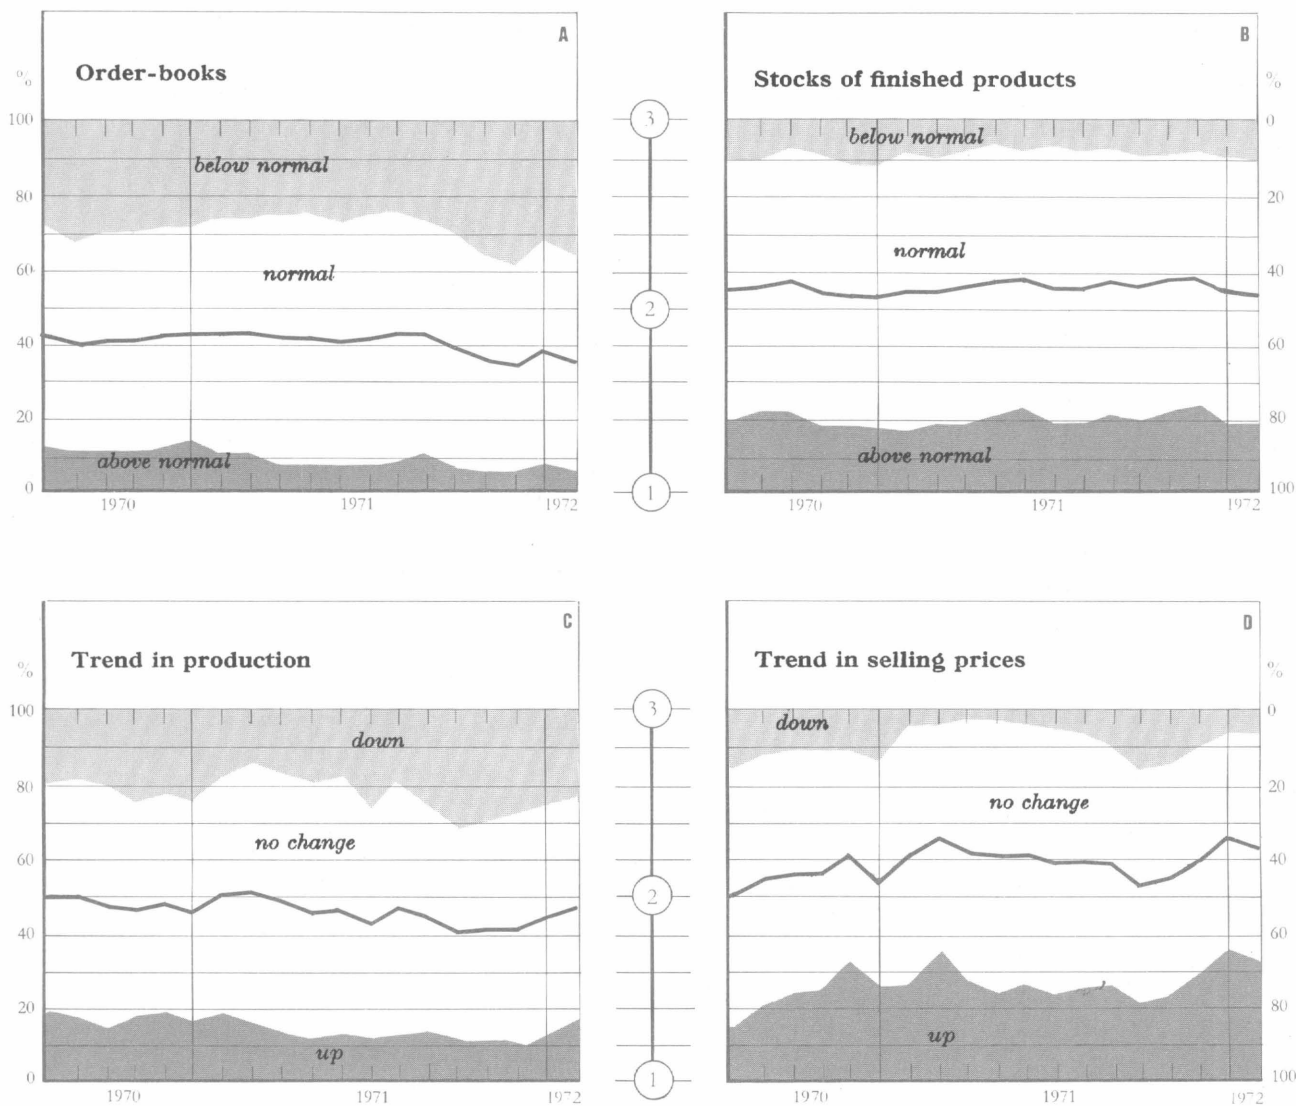 A
Order-books
%
100
80
60
40
20
0
below normal
normal
above normal
1970 1971 1972
3
2
1
B
Stocks of finished products
%
0
20
40
60
80
100
below normal
normal
above normal
1970 1971 1972
C
Trend in production
%
100
80
60
40
20
0
down
no change
up
1970 1971 1972
3
2
1
D
Trend in selling prices
%
0
20
40
60
80
100
down
no change
up
1970 1971 1972